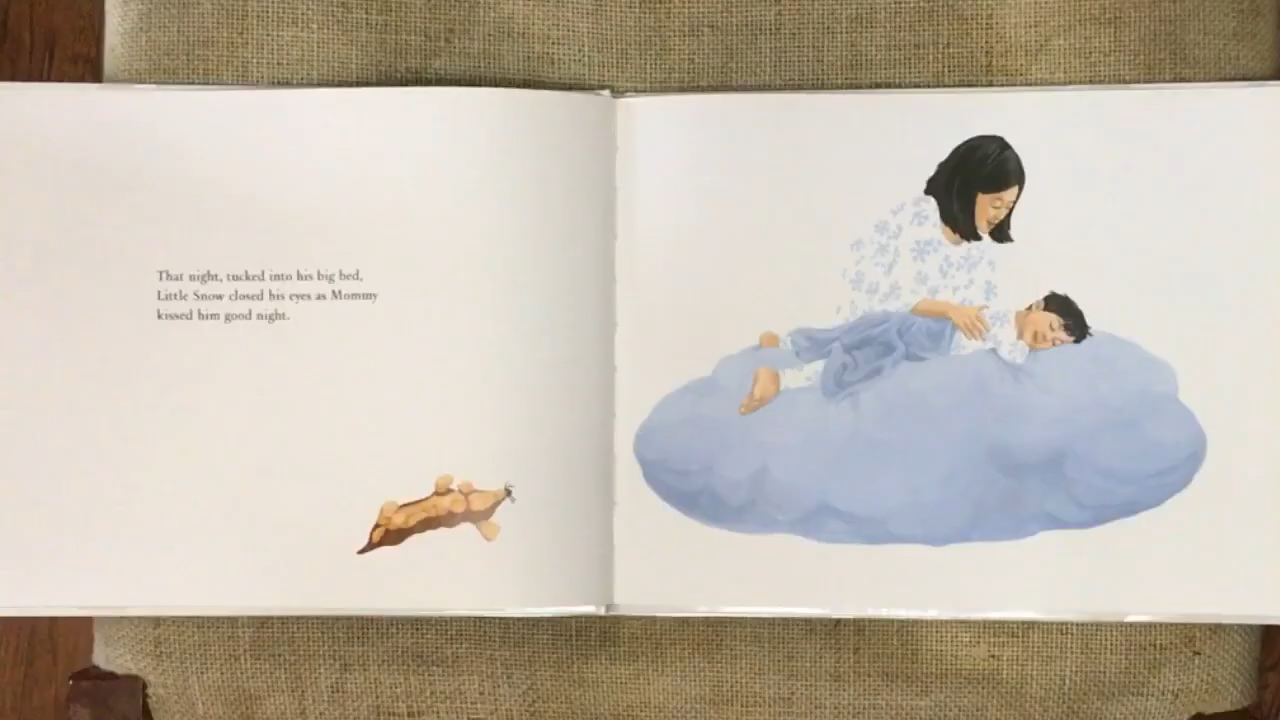 That night, tucked into his big bed,
Little Snow closed his eyes as Mommy
kissed him good night.